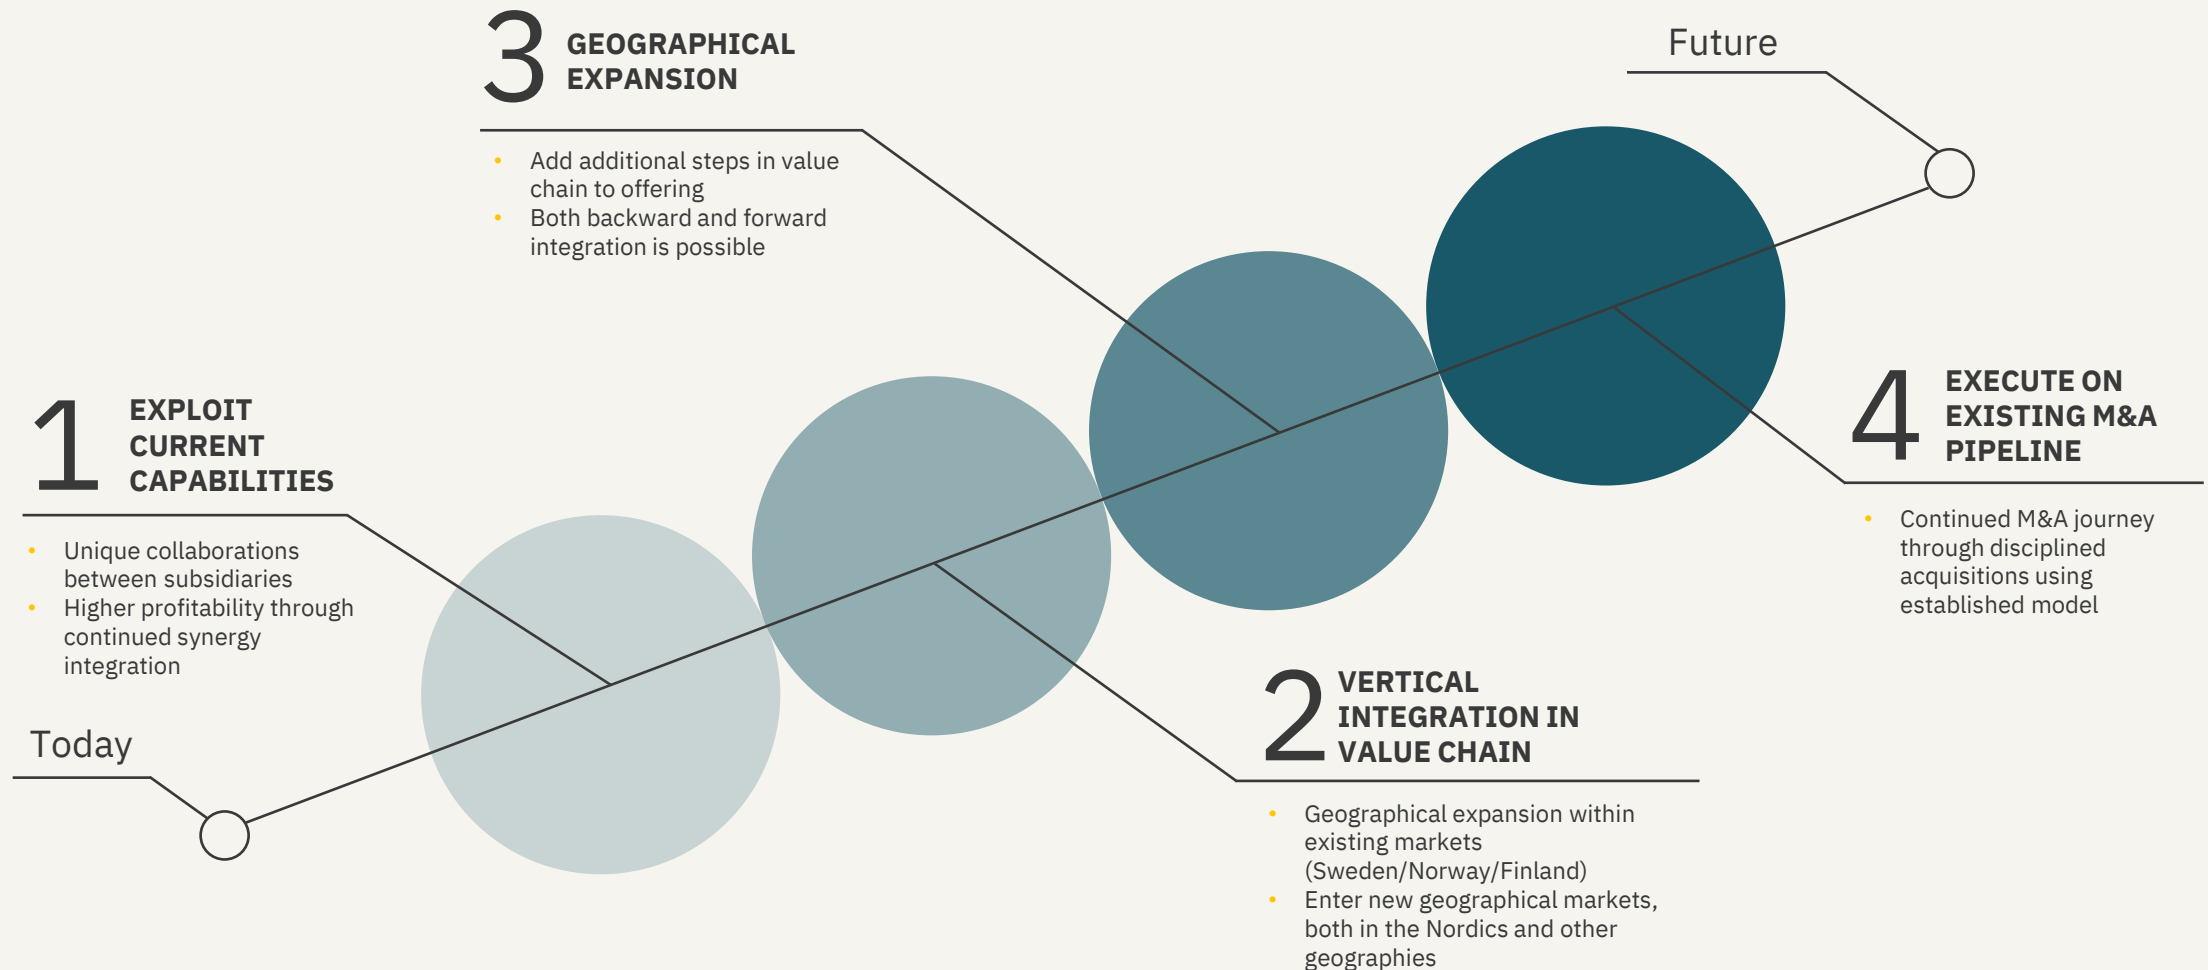 3
GEOGRAPHICAL
EXPANSION
• Add additional steps in value
chain to offering
• Both backward and forward
integration is possible
Future
1
EXPLOIT
CURRENT
CAPABILITIES
• Unique collaborations
between subsidiaries
• Higher profitability through
continued synergy
integration
4
EXECUTE ON
EXISTING M&A
PIPELINE
• Continued M&A journey
through disciplined
acquisitions using
established model
Today
2
VERTICAL
INTEGRATION IN
VALUE CHAIN
• Geographical expansion within
existing markets
(Sweden/Norway/Finland)
• Enter new geographical markets,
both in the Nordics and other
geographies